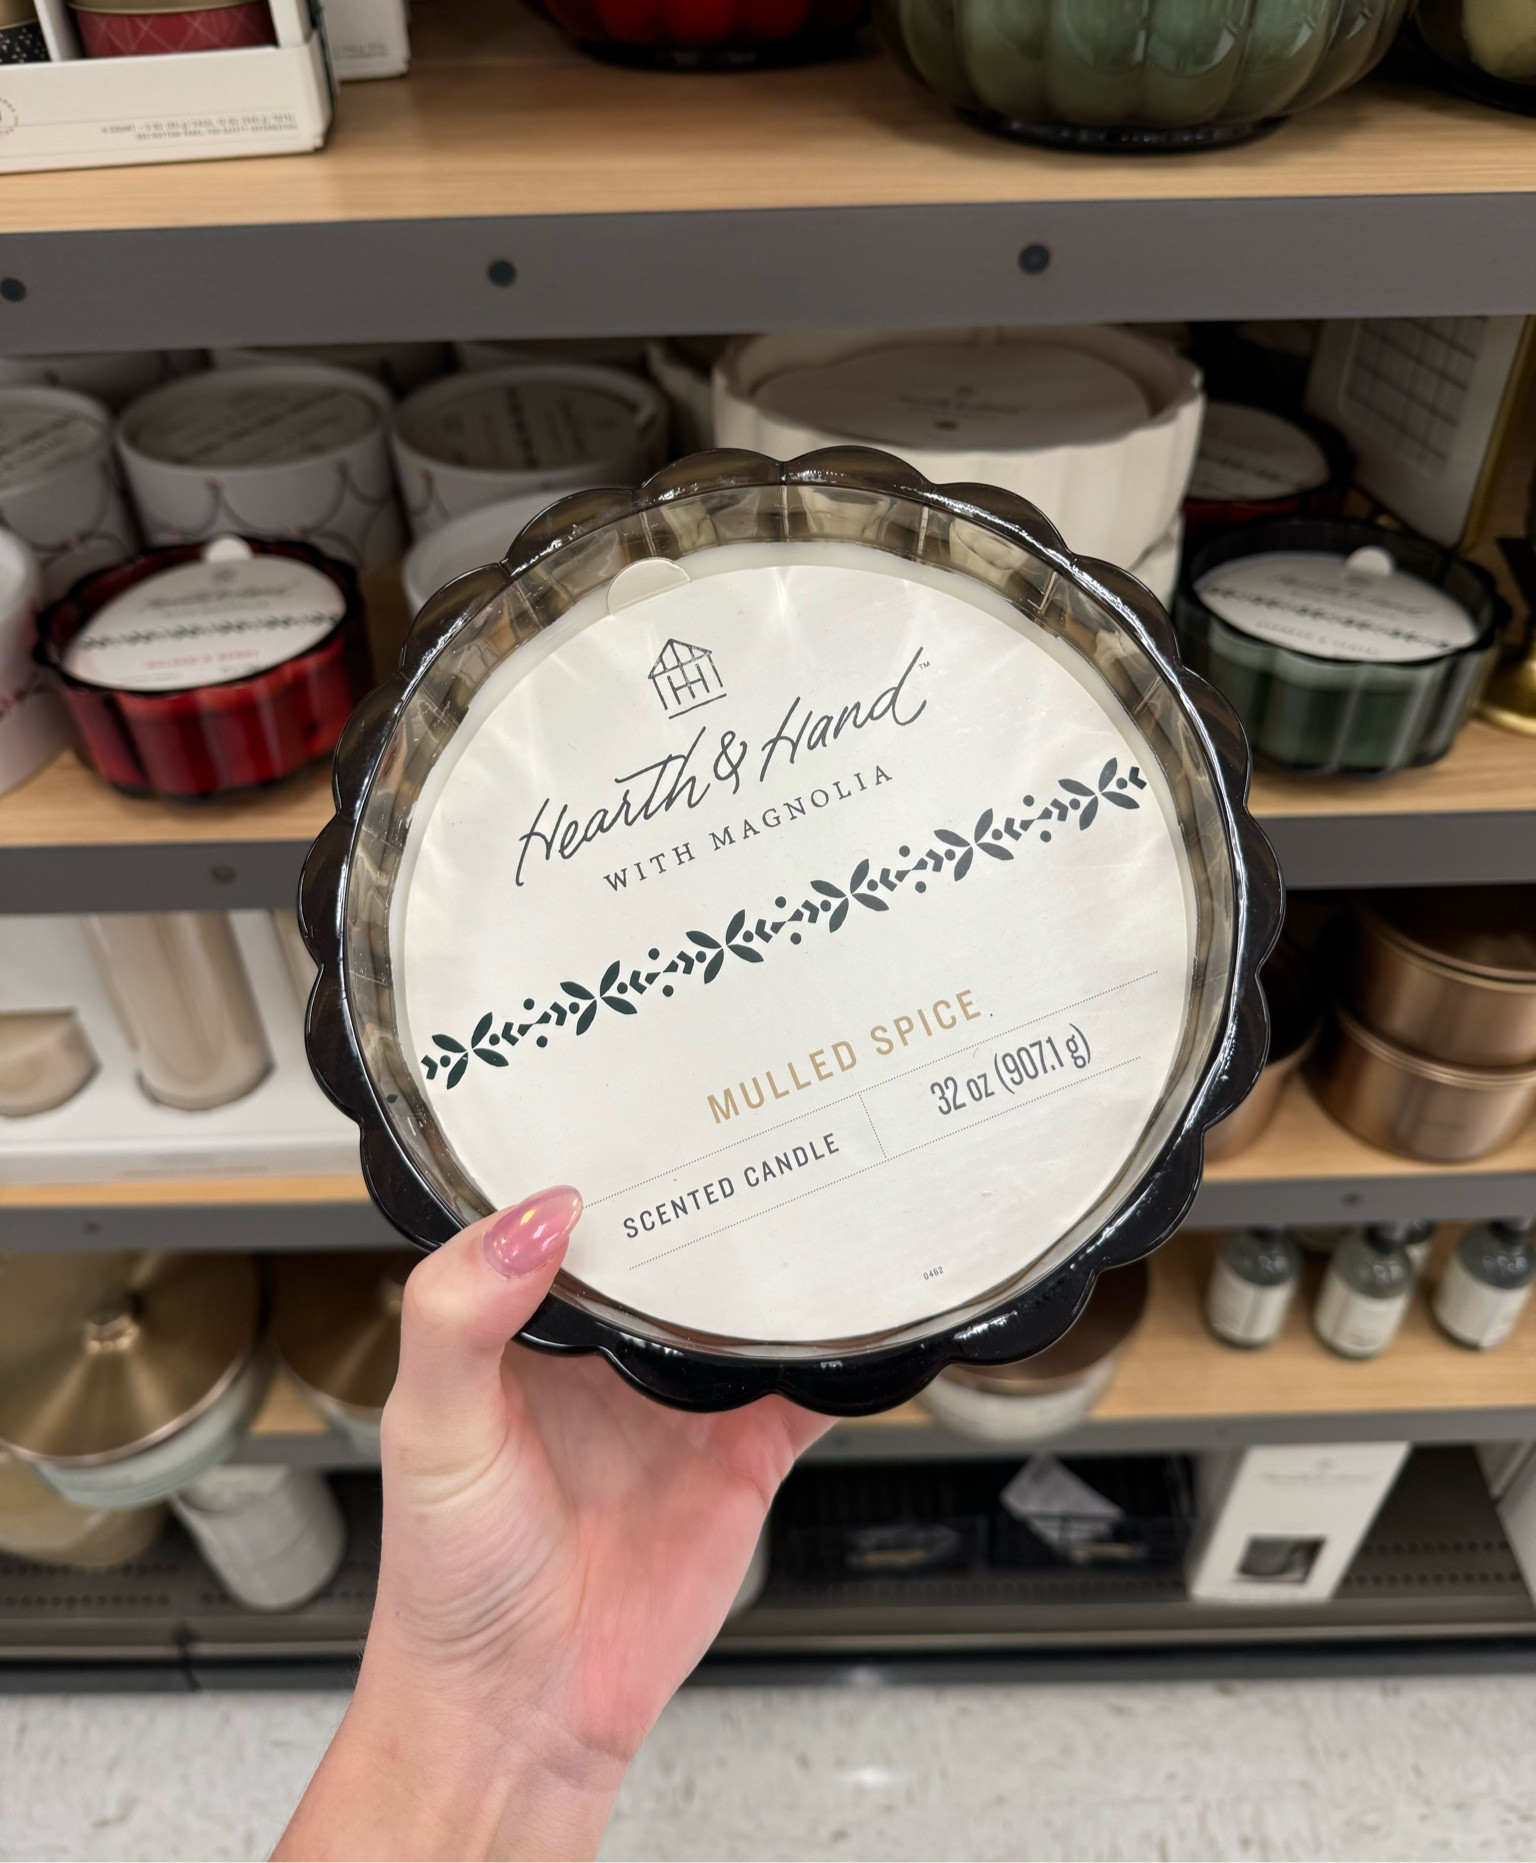 Hearth & Hand™
WITH MAGNOLIA
MULLED SPICE
SCENTED CANDLE
32 oz (907.1 g)
0462